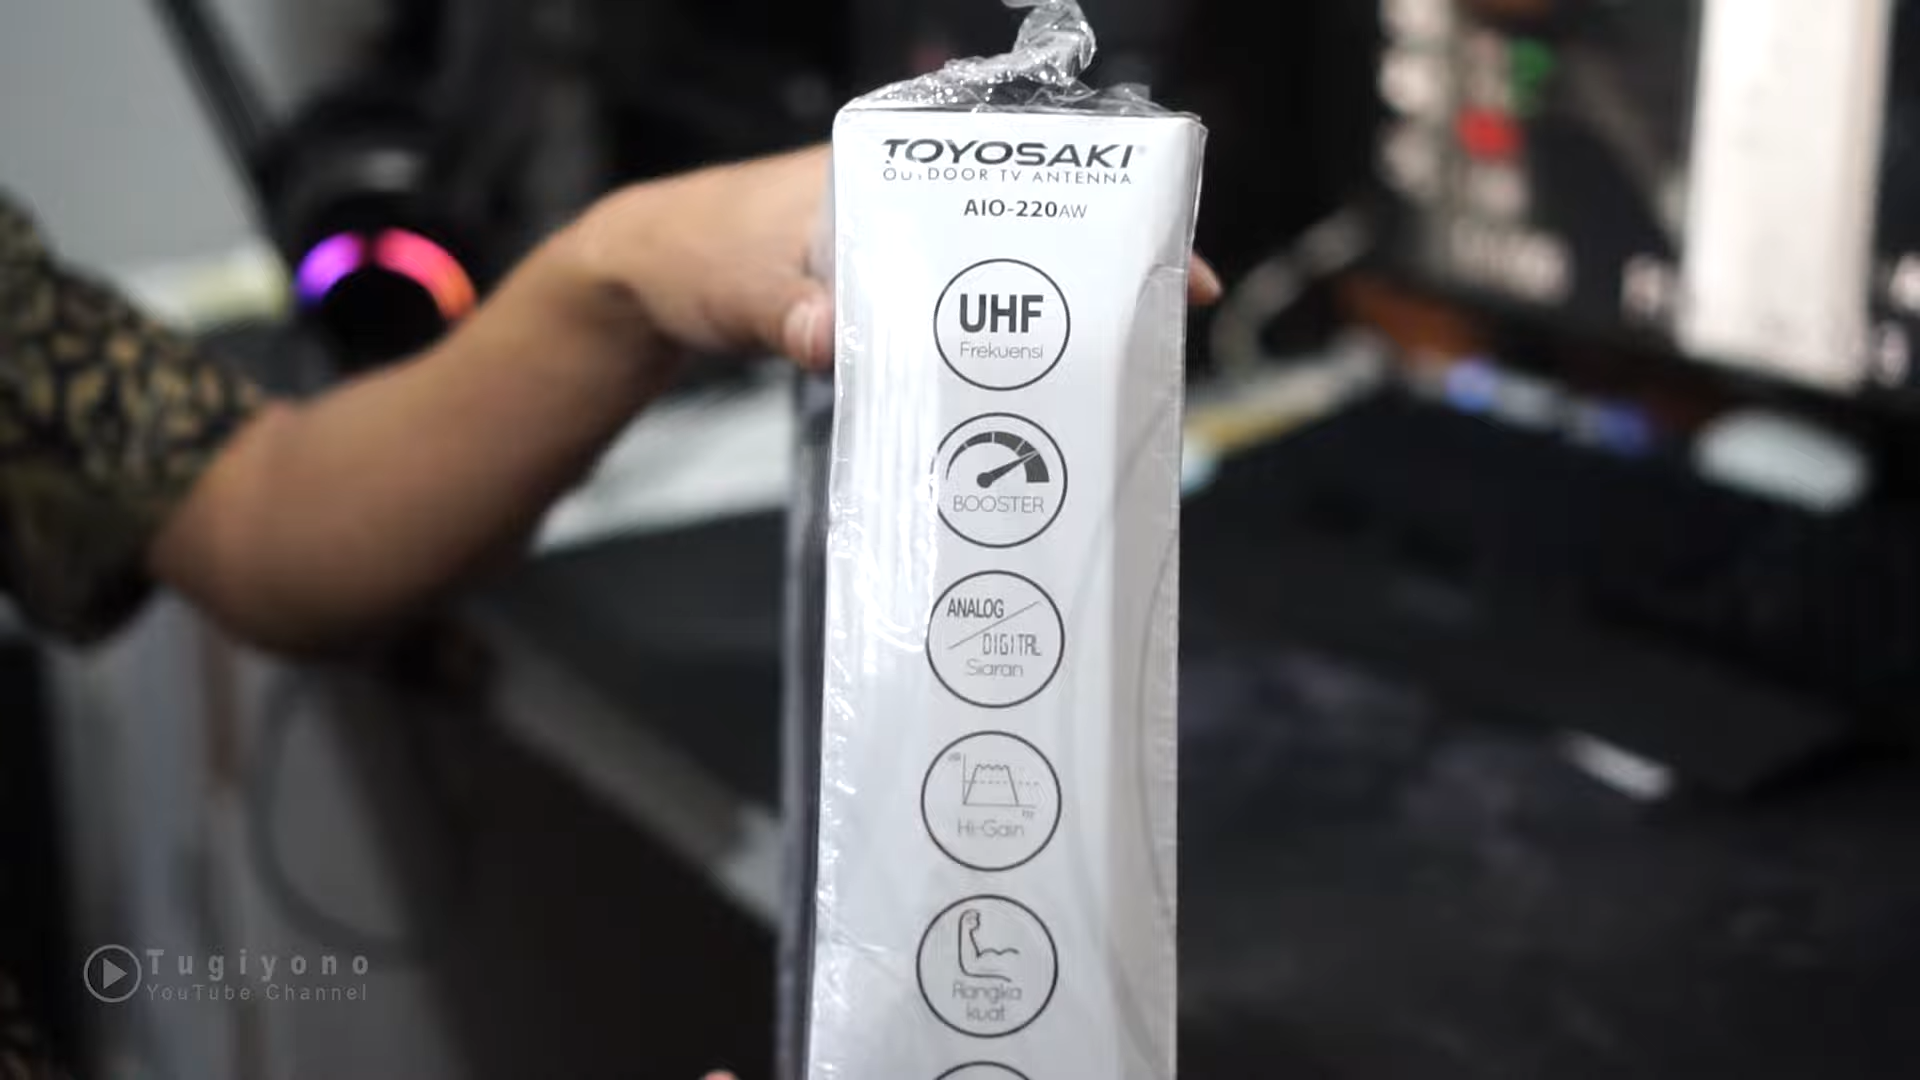 TOYOSAKI
OUTDOOR TV ANTENNA
AIO-220AW
UHF
Frekuensi
BOOSTER
ANALOG
DIGITAL
Siaran
Hi-Gain
Rangka
kuat
Tugiyono
YouTube Channel